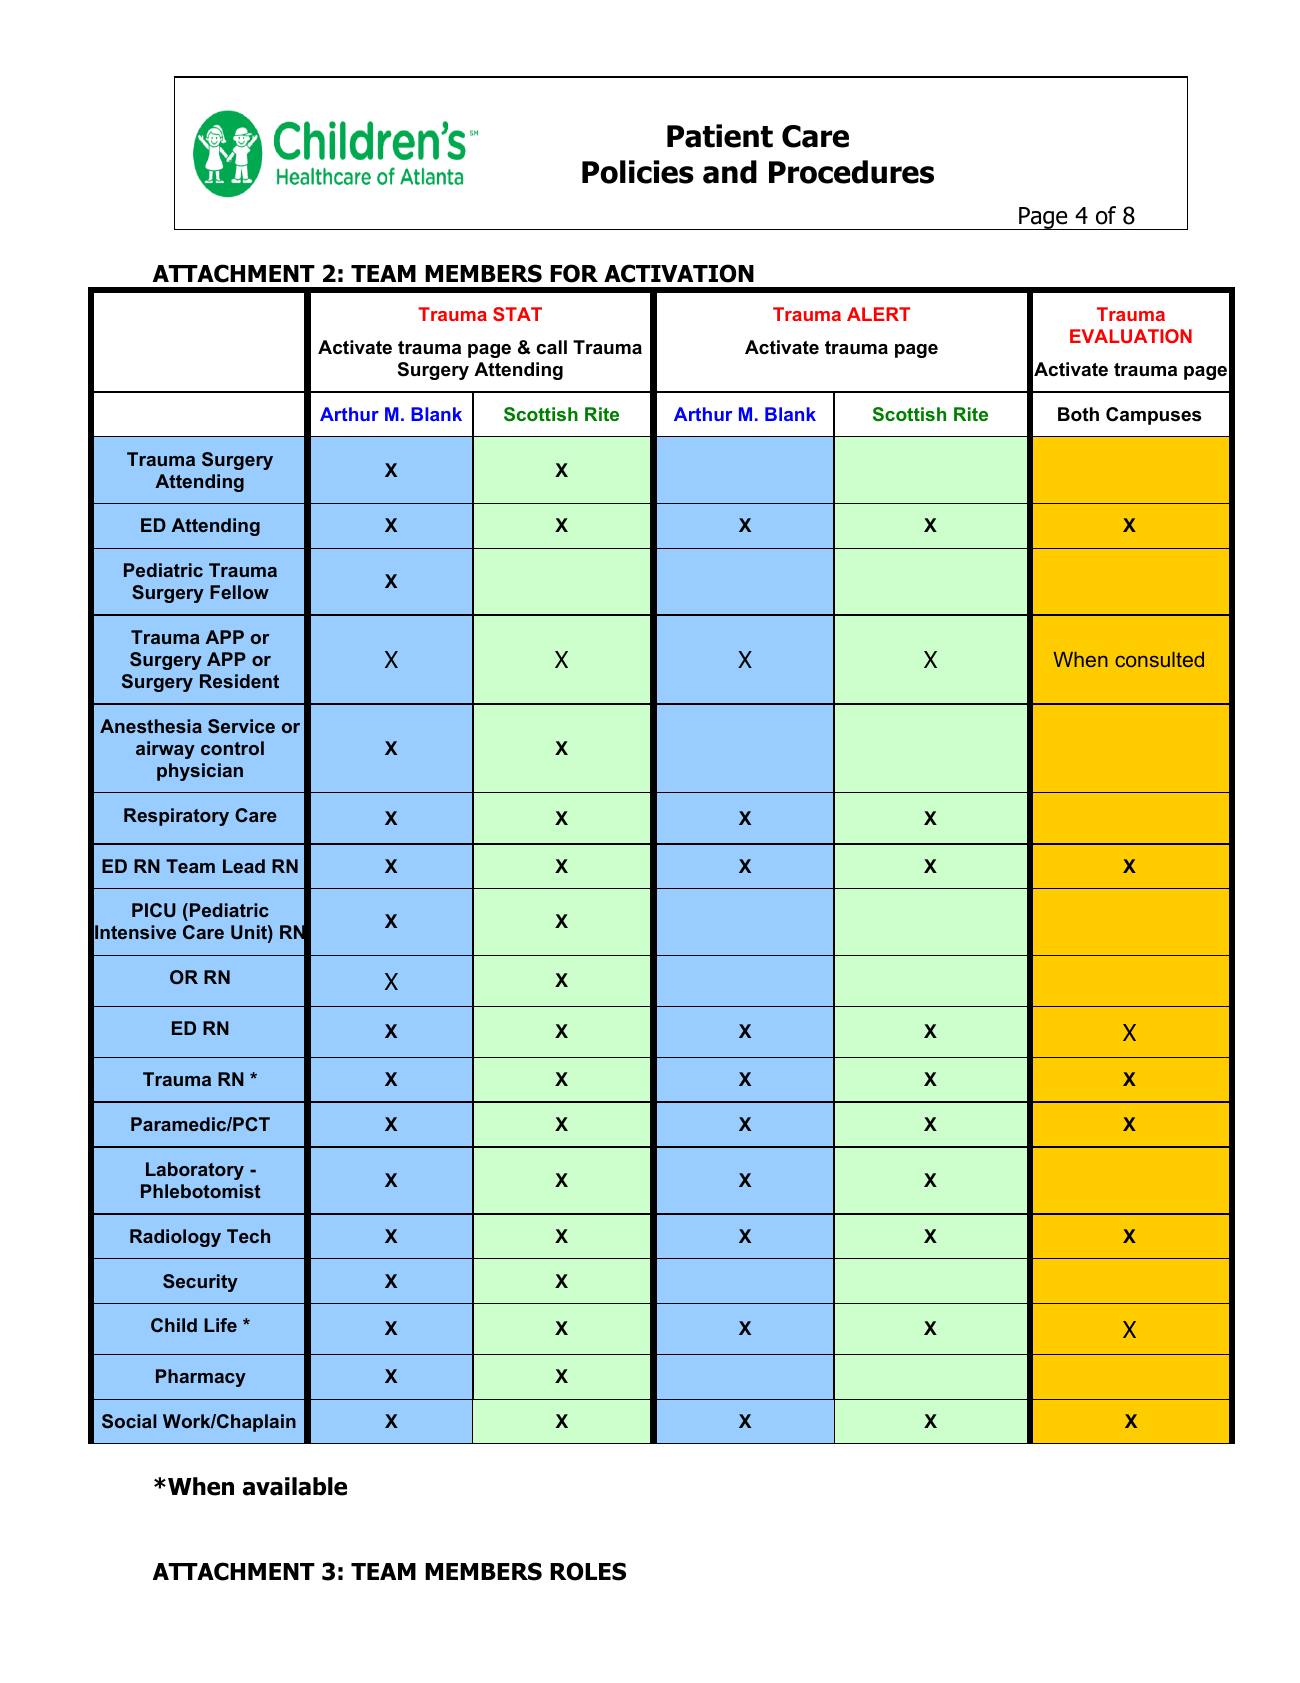 Children's℠
Healthcare of Atlanta
Patient Care
Policies and Procedures
Page 4 of 8
ATTACHMENT 2: TEAM MEMBERS FOR ACTIVATION
Trauma STAT
Activate trauma page & call Trauma
Surgery Attending
Trauma ALERT
Activate trauma page
Trauma
EVALUATION
Activate trauma page
Arthur M. Blank Scottish Rite Arthur M. Blank Scottish Rite Both Campuses
Trauma Surgery
Attending
X X
ED Attending X X X X X
Pediatric Trauma
Surgery Fellow
X
Trauma APP or
Surgery APP or
Surgery Resident
X X X X When consulted
Anesthesia Service or
airway control
physician
X X
Respiratory Care X X X X
ED RN Team Lead RN X X X X X
PICU (Pediatric
Intensive Care Unit) RN
X X
OR RN X X
ED RN X X X X X
Trauma RN * X X X X X
Paramedic/PCT X X X X X
Laboratory -
Phlebotomist
X X X X
Radiology Tech X X X X X
Security X X
Child Life * X X X X X
Pharmacy X X
Social Work/Chaplain X X X X X
*When available
ATTACHMENT 3: TEAM MEMBERS ROLES